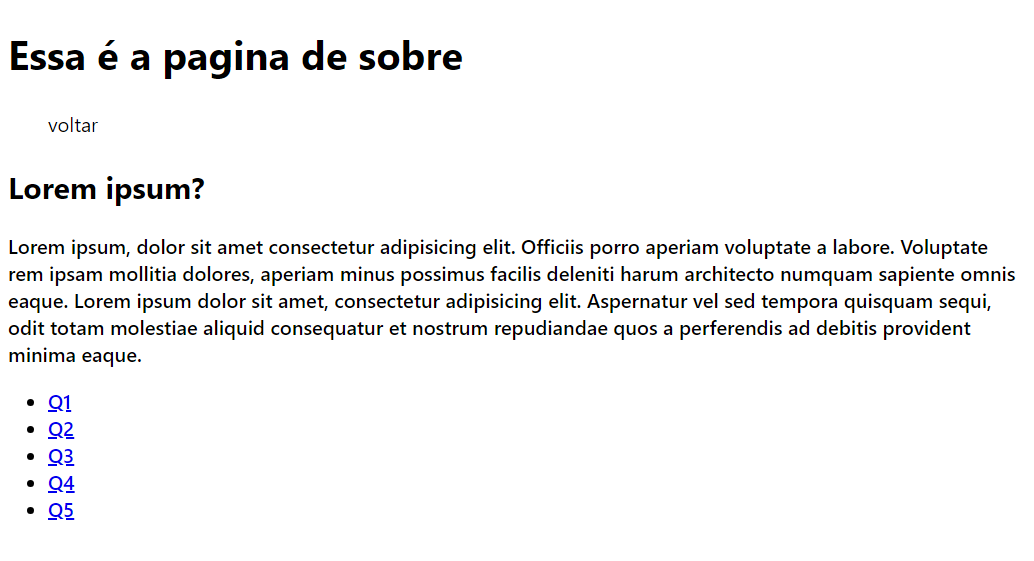 Essa é a pagina de sobre
voltar
Lorem ipsum?
Lorem ipsum, dolor sit amet consectetur adipisicing elit. Officiis porro aperiam voluptate a labore. Voluptate
rem ipsam mollitia dolores, aperiam minus possimus facilis deleniti harum architecto numquam sapiente omnis
eaque. Lorem ipsum dolor sit amet, consectetur adipisicing elit. Aspernatur vel sed tempora quisquam sequi,
odit totam molestiae aliquid consequatur et nostrum repudiandae quos a perferendis ad debitis provident
minima eaque.
Q1
Q2
Q3
Q4
Q5